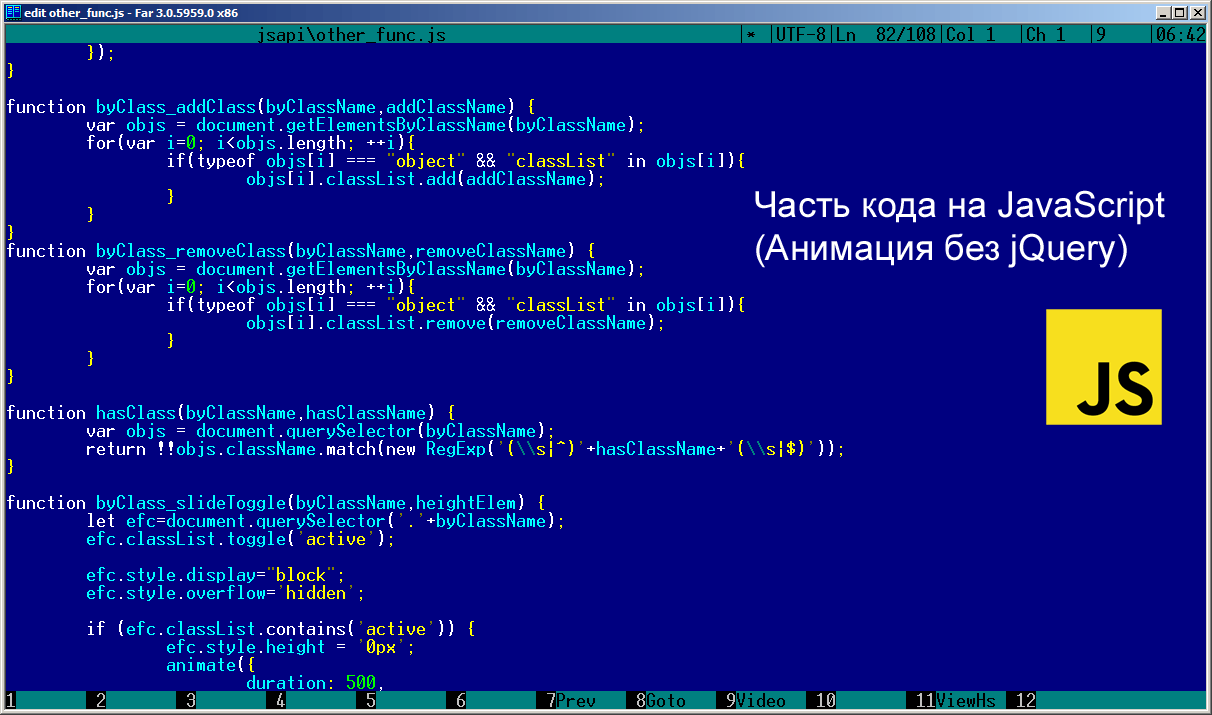 edit other_func.js - Far 3.0.5959.0 x86
jsapi\other_func.js * UTF-8 Ln 82/108 Col 1 Ch 1 9 06:42
        });
}

function byClass_addClass(byClassName,addClassName) {
        var objs = document.getElementsByClassName(byClassName);
        for(var i=0; i<objs.length; ++i){
                if(typeof objs[i] === "object" && "classList" in objs[i]){
                        objs[i].classList.add(addClassName);
                }
        }
}
function byClass_removeClass(byClassName,removeClassName) {
        var objs = document.getElementsByClassName(byClassName);
        for(var i=0; i<objs.length; ++i){
                if(typeof objs[i] === "object" && "classList" in objs[i]){
                        objs[i].classList.remove(removeClassName);
                }
        }
}

function hasClass(byClassName,hasClassName) {
        var objs = document.querySelector(byClassName);
        return !!objs.className.match(new RegExp('(\\s|^)'+hasClassName+'(\\s|$)'));
}

function byClass_slideToggle(byClassName,heightElem) {
        let efc=document.querySelector('.'+byClassName);
        efc.classList.toggle('active');

        efc.style.display="block";
        efc.style.overflow='hidden';

        if (efc.classList.contains('active')) {
                efc.style.height = '0px';
                animate({
                        duration: 500,
Часть кода на JavaScript
(Анимация без jQuery)
JS
1 2 3 4 5 6 7Prev 8Goto 9Video 10 11ViewHs 12